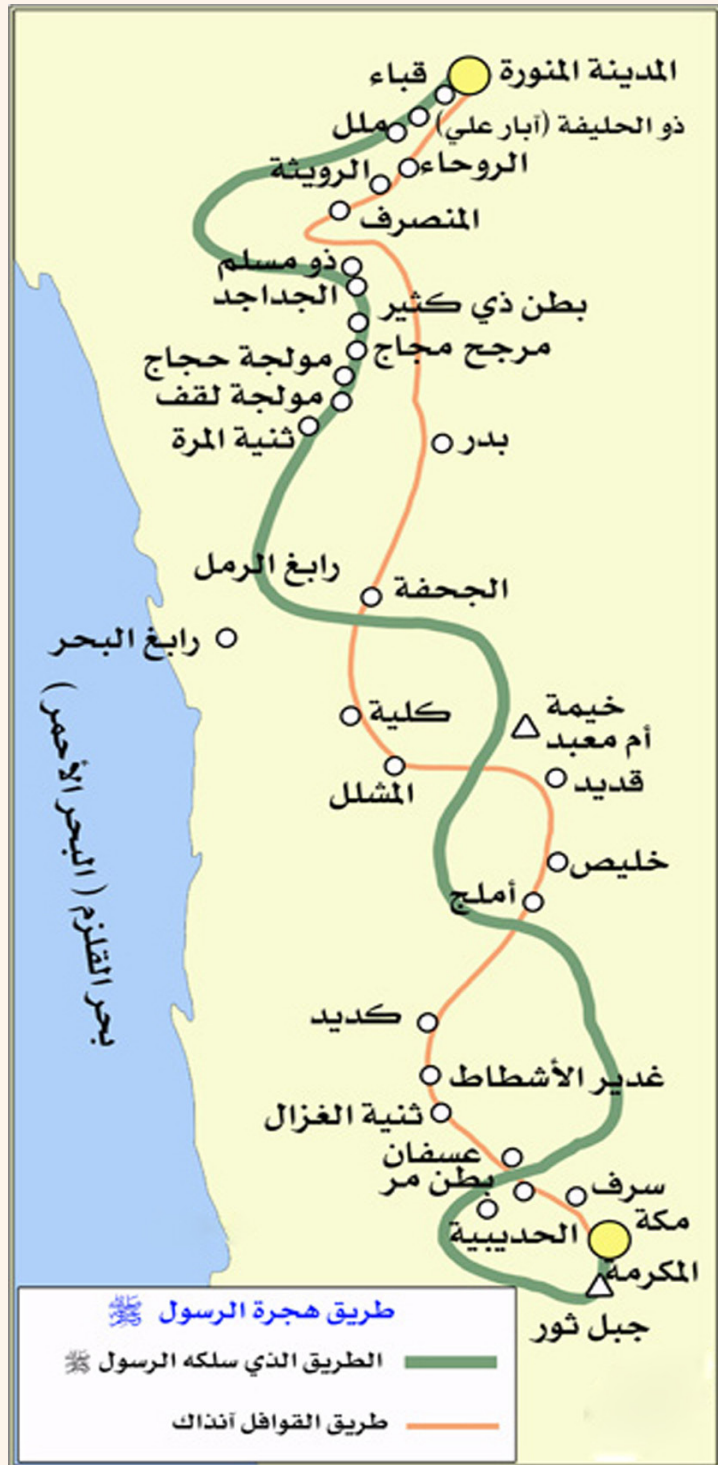 المدينة المنورة
قباء
ذو الحليفة (آبار علي)
ملل
الروحاء
الرويثة
المنصرف
ذو مسلم
الجداجد
بطن ذي كثير
مرجح مجاج
مولجة حجاج
مولجة لقف
ثنية المرة
بدر
رابغ الرمل
الجحفة
رابغ البحر
بحر القلزم ( البحر الأحمر)
كلية
خيمة
أم معبد
المشلل
قديد
خليص
أملج
كديد
غدير الأشطاط
ثنية الغزال
عسفان
بطن مر
سرف
الحديبية
مكة
المكرمة
جبل ثور
طريق هجرة الرسول ﷺ
الطريق الذي سلكه الرسول ﷺ
طريق القوافل آنذاك